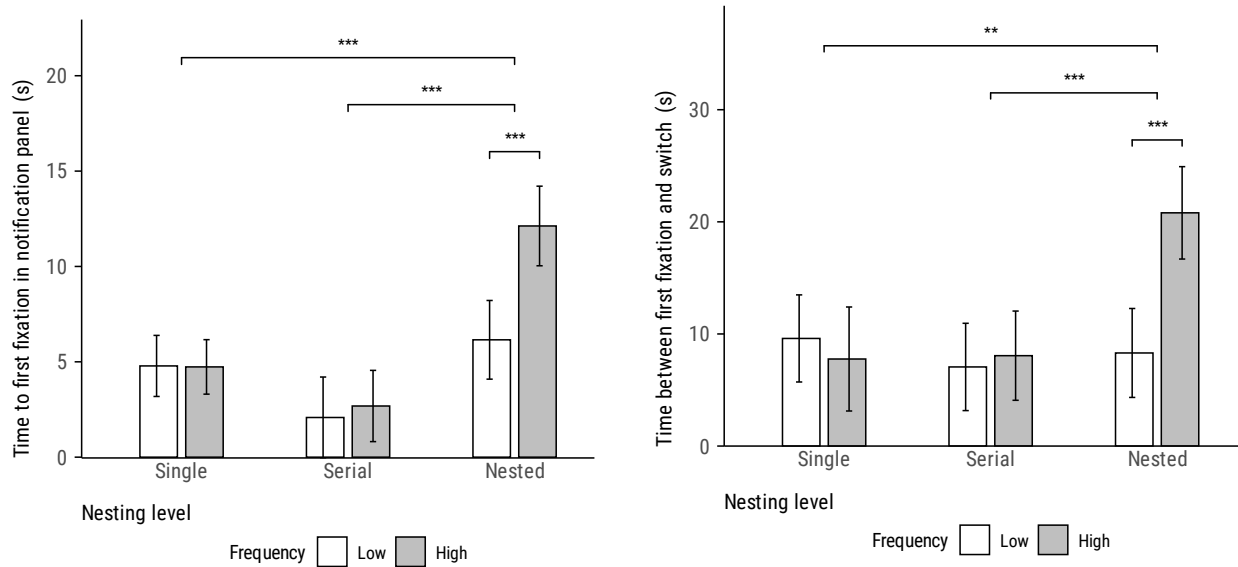 Time to first fixation in notification panel (s)
20
15
10
5
0
***
***
***
Single Serial Nested
Nesting level
Frequency Low High
Time between first fixation and switch (s)
30
20
10
0
**
***
***
Single Serial Nested
Nesting level
Frequency Low High